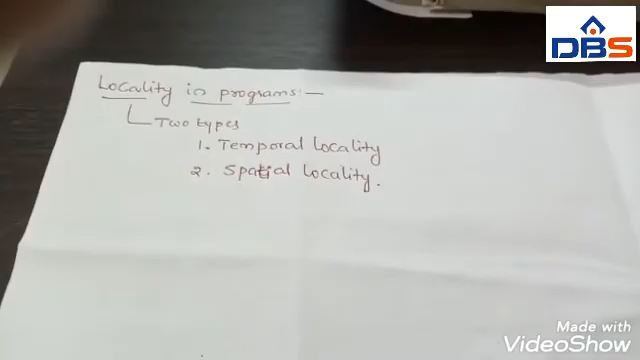 DBS
Locality in programs:-
Two types
1. Temporal locality
2. Spatial locality.
Made with
VideoShow